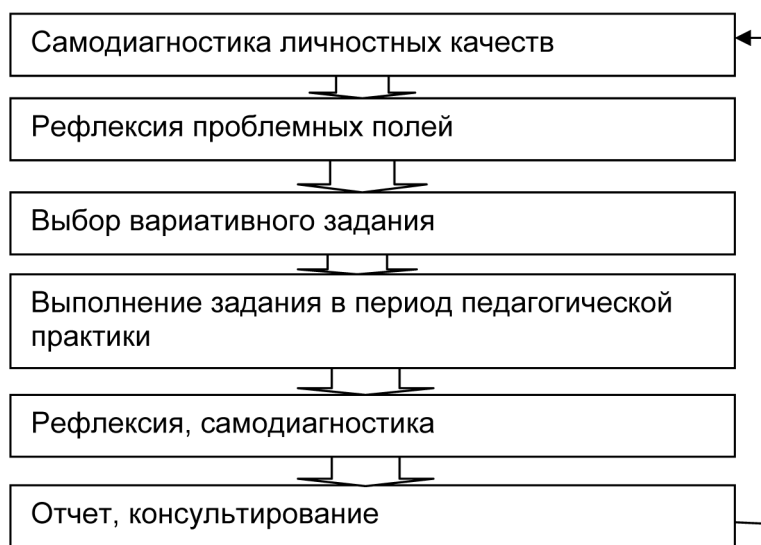 Самодиагностика личностных качеств
Рефлексия проблемных полей
Выбор вариативного задания
Выполнение задания в период педагогической
практики
Рефлексия, самодиагностика
Отчет, консультирование